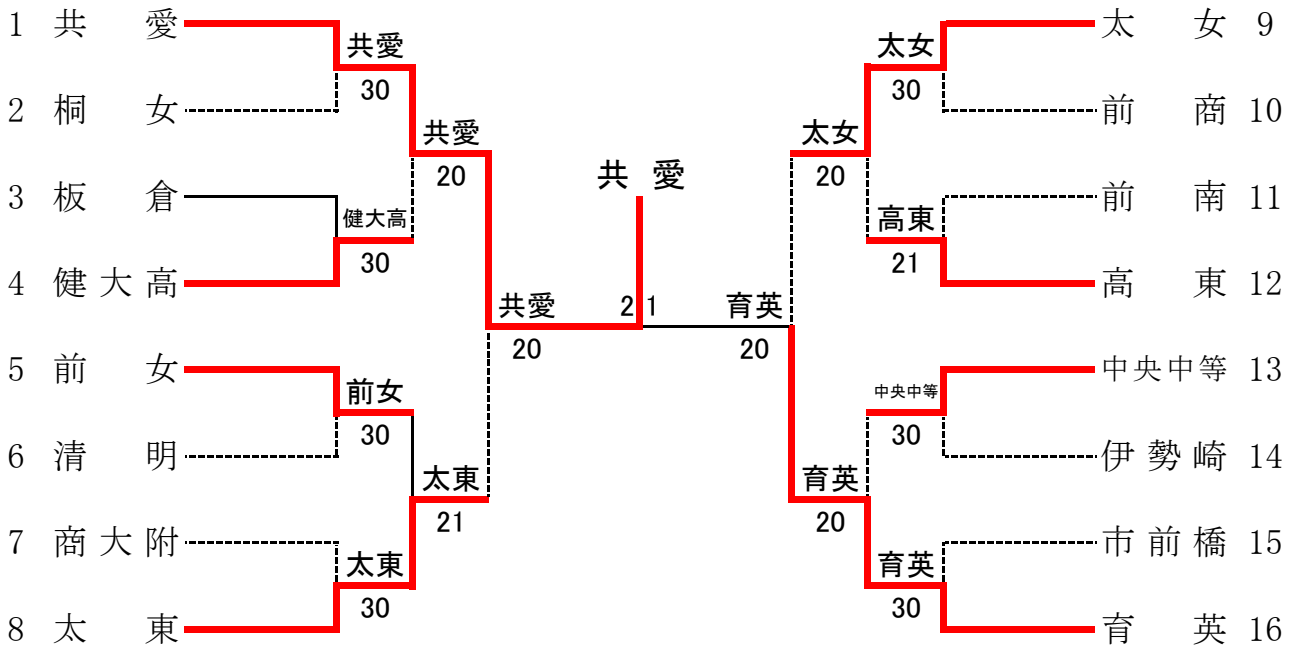 1 共 愛
共愛
30
2 桐 女
共愛
20
3 板 倉
健大高
30
4 健大高
共愛
20
5 前 女
前女
30
6 清 明
太東
21
7 商大附
太東
30
8 太 東
共 愛
2 1
太 女 9
太女
30
前 商 10
太女
20
前 南 11
高東
21
高 東 12
育英
20
中央中等 13
中央中等
30
伊勢崎 14
育英
20
市前橋 15
育英
30
育 英 16